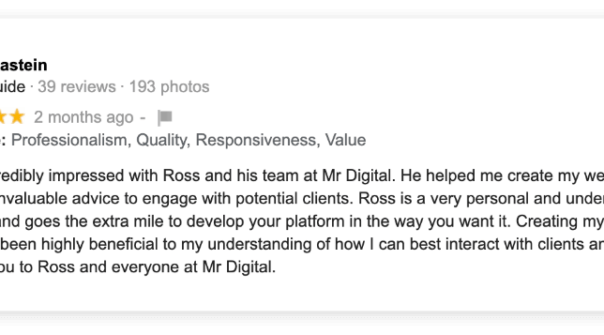 astein
uide · 39 reviews · 193 photos
2 months ago -
: Professionalism, Quality, Responsiveness, Value
redibly impressed with Ross and his team at Mr Digital. He helped me create my we
nvaluable advice to engage with potential clients. Ross is a very personal and under
and goes the extra mile to develop your platform in the way you want it. Creating my
been highly beneficial to my understanding of how I can best interact with clients an
ou to Ross and everyone at Mr Digital.